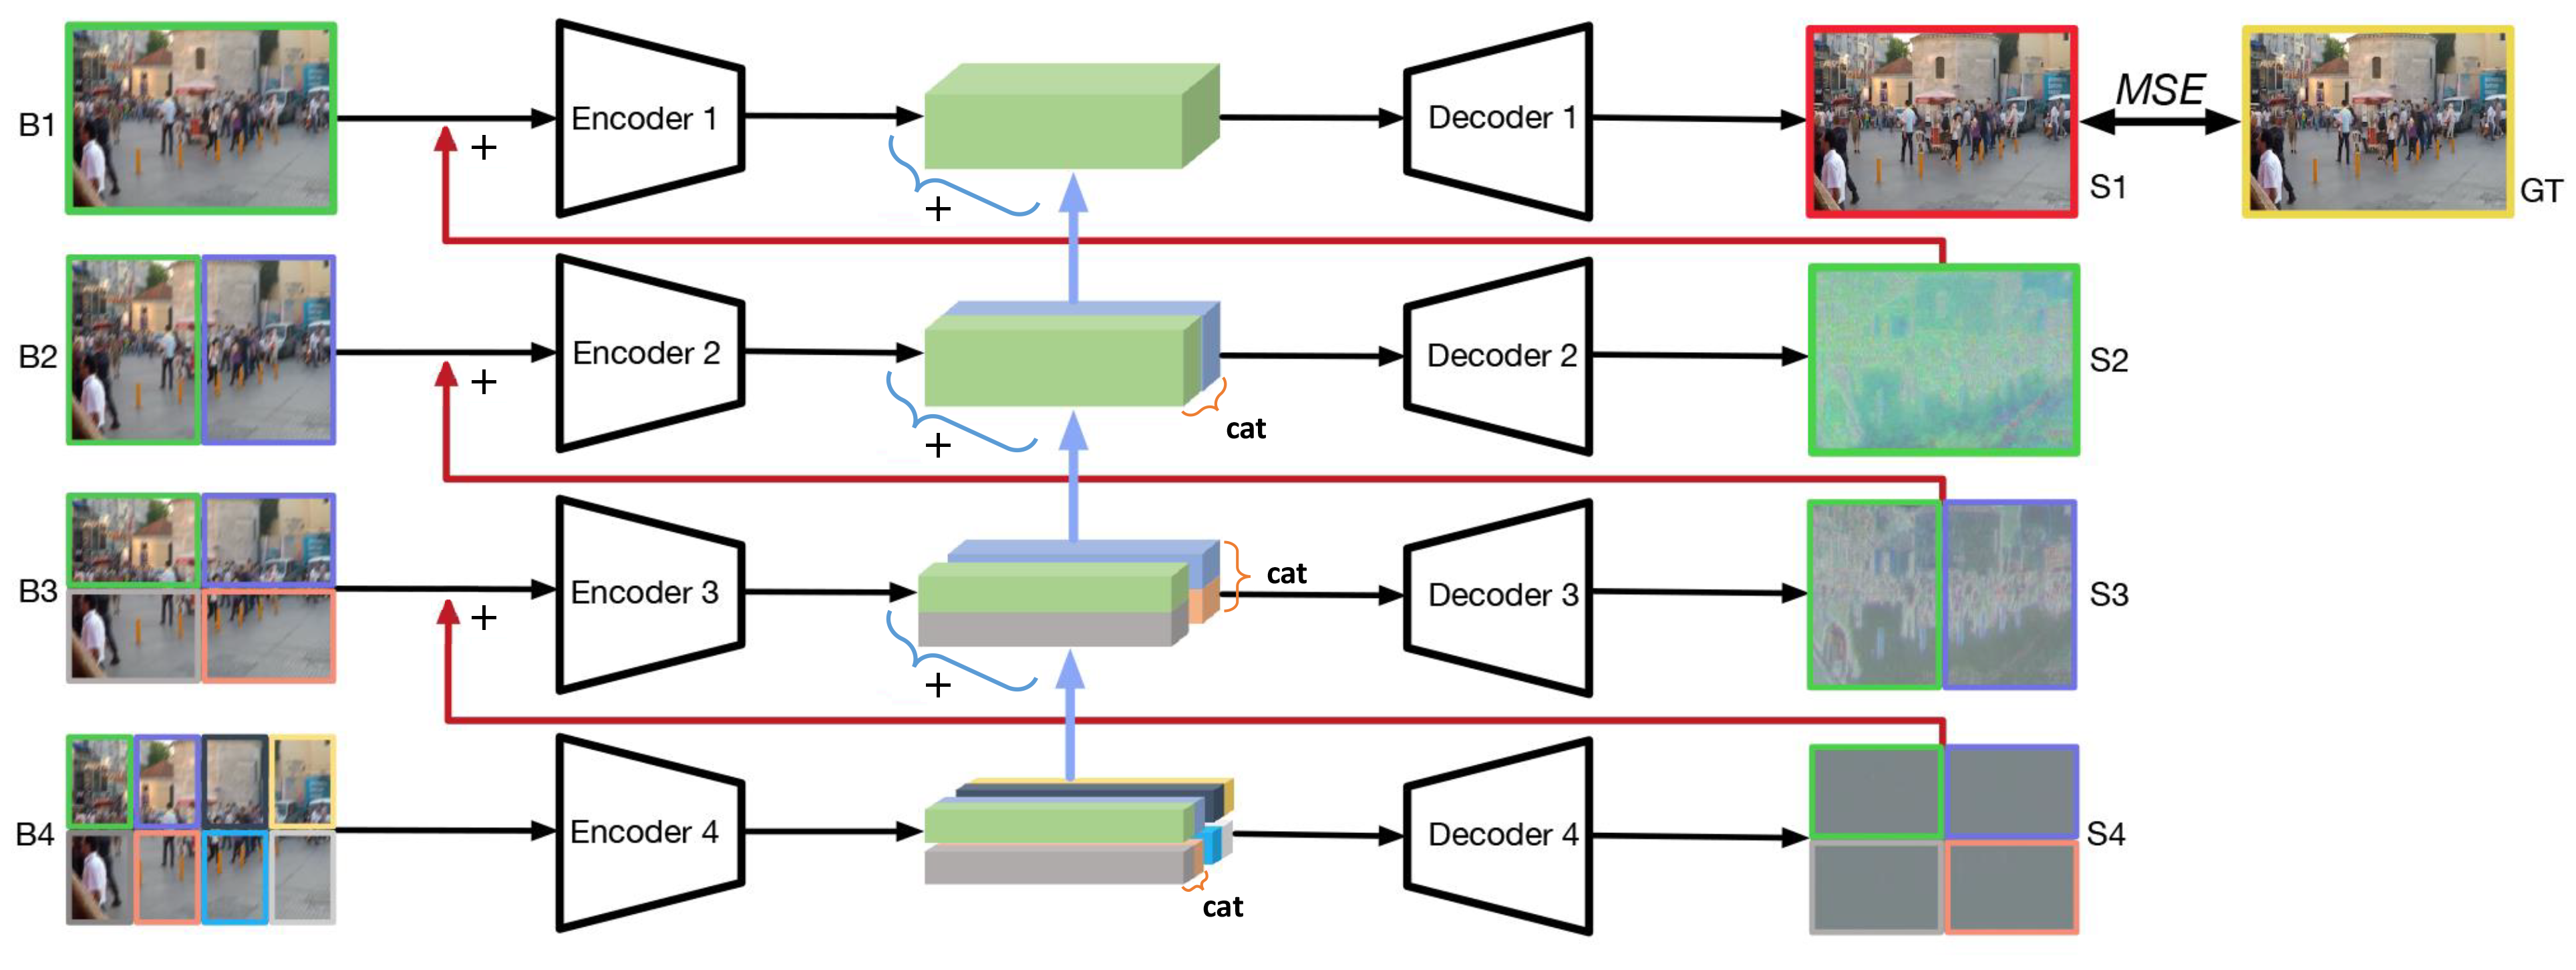 B1
+
Encoder 1
+
Decoder 1
S1
MSE
GT
B2
+
Encoder 2
+
cat
Decoder 2
S2
B3
+
Encoder 3
+
cat
Decoder 3
S3
B4
Encoder 4
cat
Decoder 4
S4